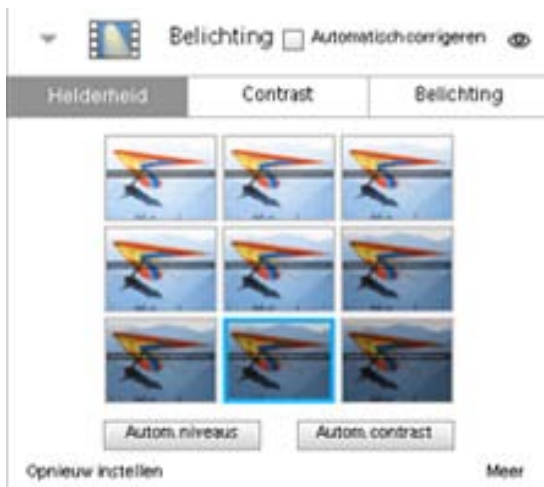 Belichting Automatisch corrigeren
Helderheid Contrast Belichting
Autom. niveaus Autom. contrast
Opnieuw instellen Meer